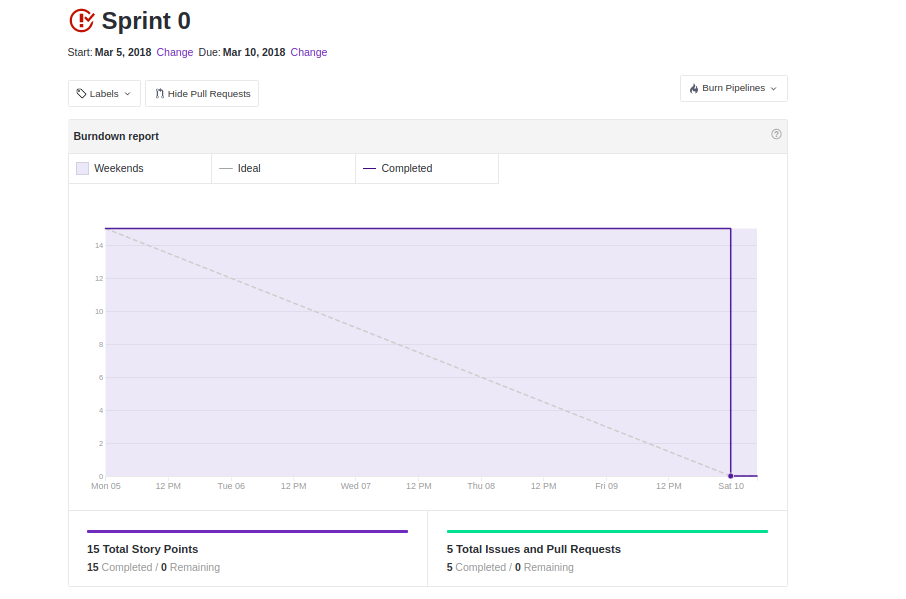 Sprint 0
Start: Mar 5, 2018 Change Due: Mar 10, 2018 Change
Labels Hide Pull Requests Burn Pipelines
Burndown report
Weekends Ideal Completed
14
12
10
8
6
4
2
0
Mon 05 12 PM Tue 06 12 PM Wed 07 12 PM Thu 08 12 PM Fri 09 12 PM Sat 10
15 Total Story Points
15 Completed / 0 Remaining
5 Total Issues and Pull Requests
5 Completed / 0 Remaining